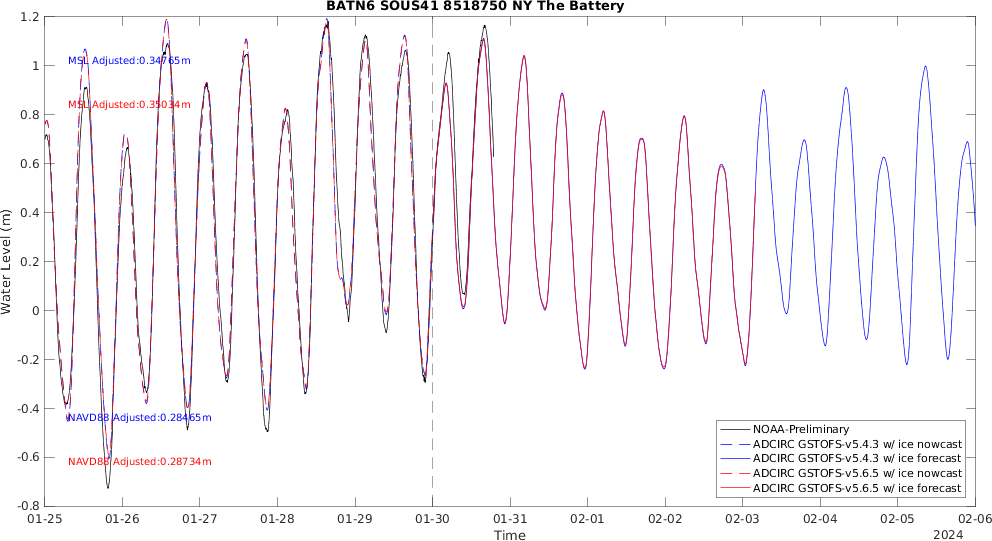 BATN6 SOUS41 8518750 NY The Battery
1.2
1
0.8
0.6
0.4
0.2
0
-0.2
-0.4
-0.6
-0.8
Water Level (m)
MSL Adjusted:0.34765m
MSL Adjusted:0.35034m
NAVD88 Adjusted:0.28465m
NAVD88 Adjusted:0.28734m
NOAA-Preliminary
ADCIRC GSTOFS-v5.4.3 w/ ice nowcast
ADCIRC GSTOFS-v5.4.3 w/ ice forecast
ADCIRC GSTOFS-v5.6.5 w/ ice nowcast
ADCIRC GSTOFS-v5.6.5 w/ ice forecast
01-25 01-26 01-27 01-28 01-29 01-30 01-31 02-01 02-02 02-03 02-04 02-05 02-06
Time
2024